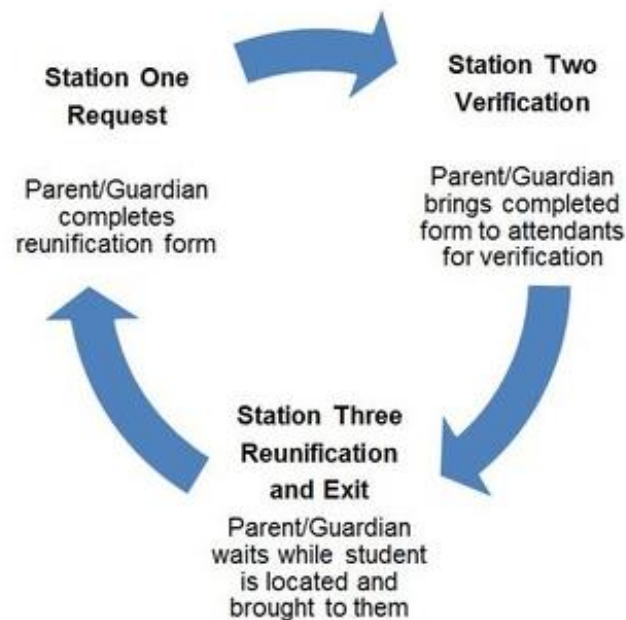 Station One
Request
Parent/Guardian
completes
reunification form
Station Two
Verification
Parent/Guardian
brings completed
form to attendants
for verification
Station Three
Reunification
and Exit
Parent/Guardian
waits while student
is located and
brought to them